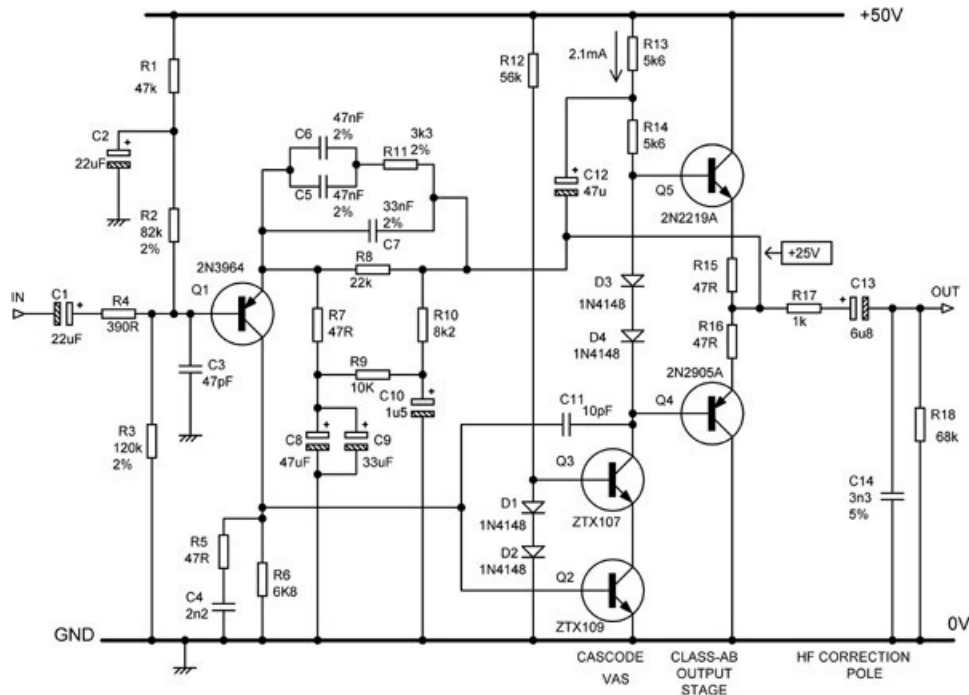 +50V
R1
47k
C2
+
22uF
R2
82k
2%
2N3964
Q1
IN
C1
+
22uF
R4
390R
C3
47pF
R3
120k
2%
R5
47R
C4
2n2
R6
6K8
GND
47nF
2%
C6
C5
47nF
2%
3k3
2%
R11
33nF
2%
C7
R8
22k
R7
47R
R10
8k2
R9
10K
C10
+
1u5
+
+
C8
47uF
C9
33uF
R12
56k
2.1mA
R13
5k6
R14
5k6
C12
+
47u
Q5
2N2219A
D3
1N4148
D4
1N4148
R15
47R
R16
47R
+25V
R17
1k
+
C13
6u8
OUT
2N2905A
Q4
C11
10pF
Q3
ZTX107
D1
1N4148
D2
1N4148
Q2
ZTX109
R18
68k
C14
3n3
5%
0V
CASCODE
VAS
CLASS-AB
OUTPUT
STAGE
HF CORRECTION
POLE